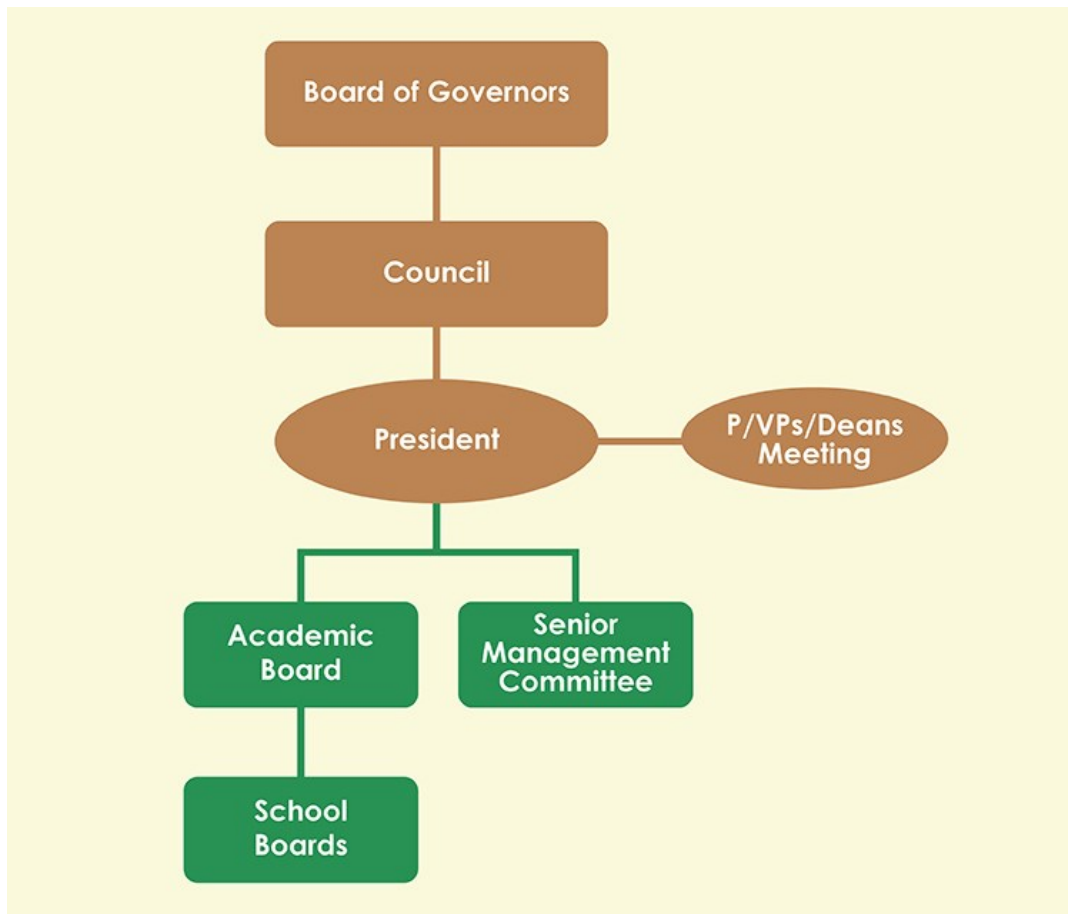 Board of Governors
Council
President
P/VPs/Deans
Meeting
Academic
Board
Senior
Management
Committee
School
Boards